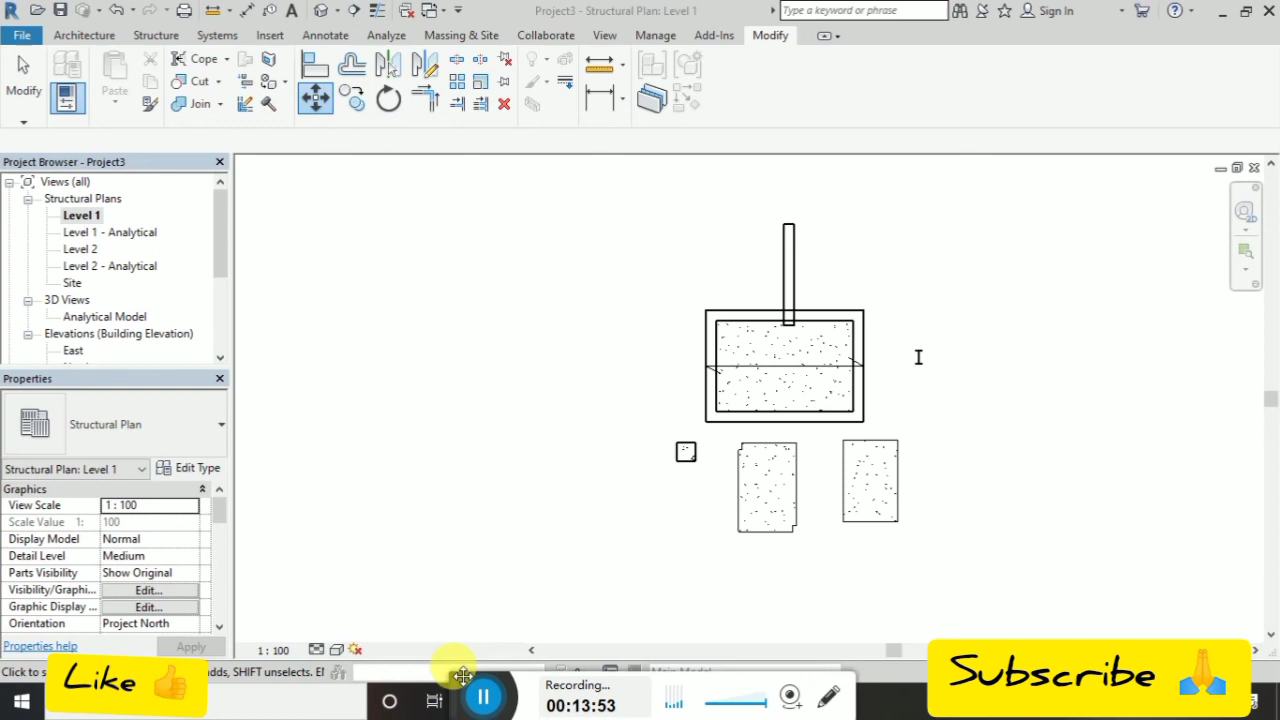 Project3 - Structural Plan: Level 1
Type a keyword or phrase
Sign In
File Architecture Structure Systems Insert Annotate Analyze Massing & Site Collaborate View Manage Add-Ins Modify
Modify
Paste
Cope
Cut
Join
Project Browser - Project3
Views (all)
Structural Plans
Level 1
Level 1 - Analytical
Level 2
Level 2 - Analytical
Site
3D Views
Analytical Model
Elevations (Building Elevation)
East
Properties
Structural Plan
Structural Plan: Level 1
Edit Type
Graphics
View Scale 1 : 100
Scale Value 1: 100
Display Model Normal
Detail Level Medium
Parts Visibility Show Original
Visibility/Graphi... Edit...
Graphic Display ... Edit...
Orientation Project North
Properties help
Apply
1 : 100
2D
Click to s
adds, SHIFT unselects. El
Like
Subscribe
Recording...
00:13:53